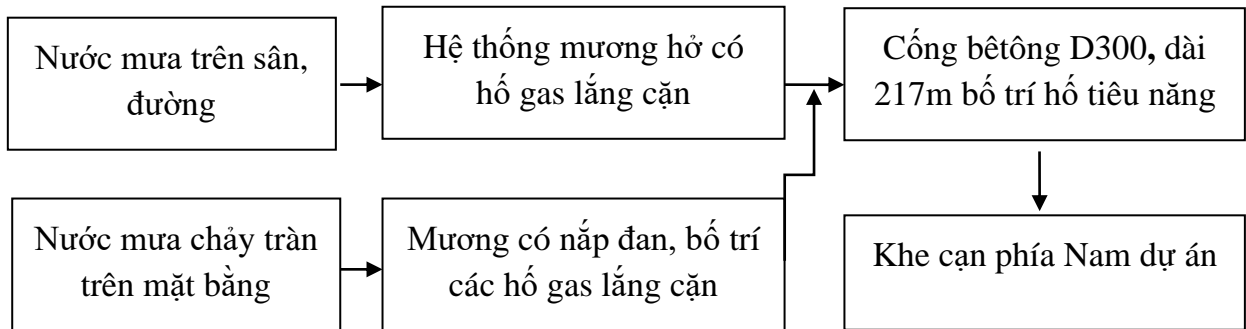 Nước mưa trên sân,
đường
Hệ thống mương hở có
hố gas lắng cặn
Cống bêtông D300, dài
217m bố trí hố tiêu năng
Nước mưa chảy tràn
trên mặt bằng
Mương có nắp đan, bố trí
các hố gas lắng cặn
Khe cạn phía Nam dự án